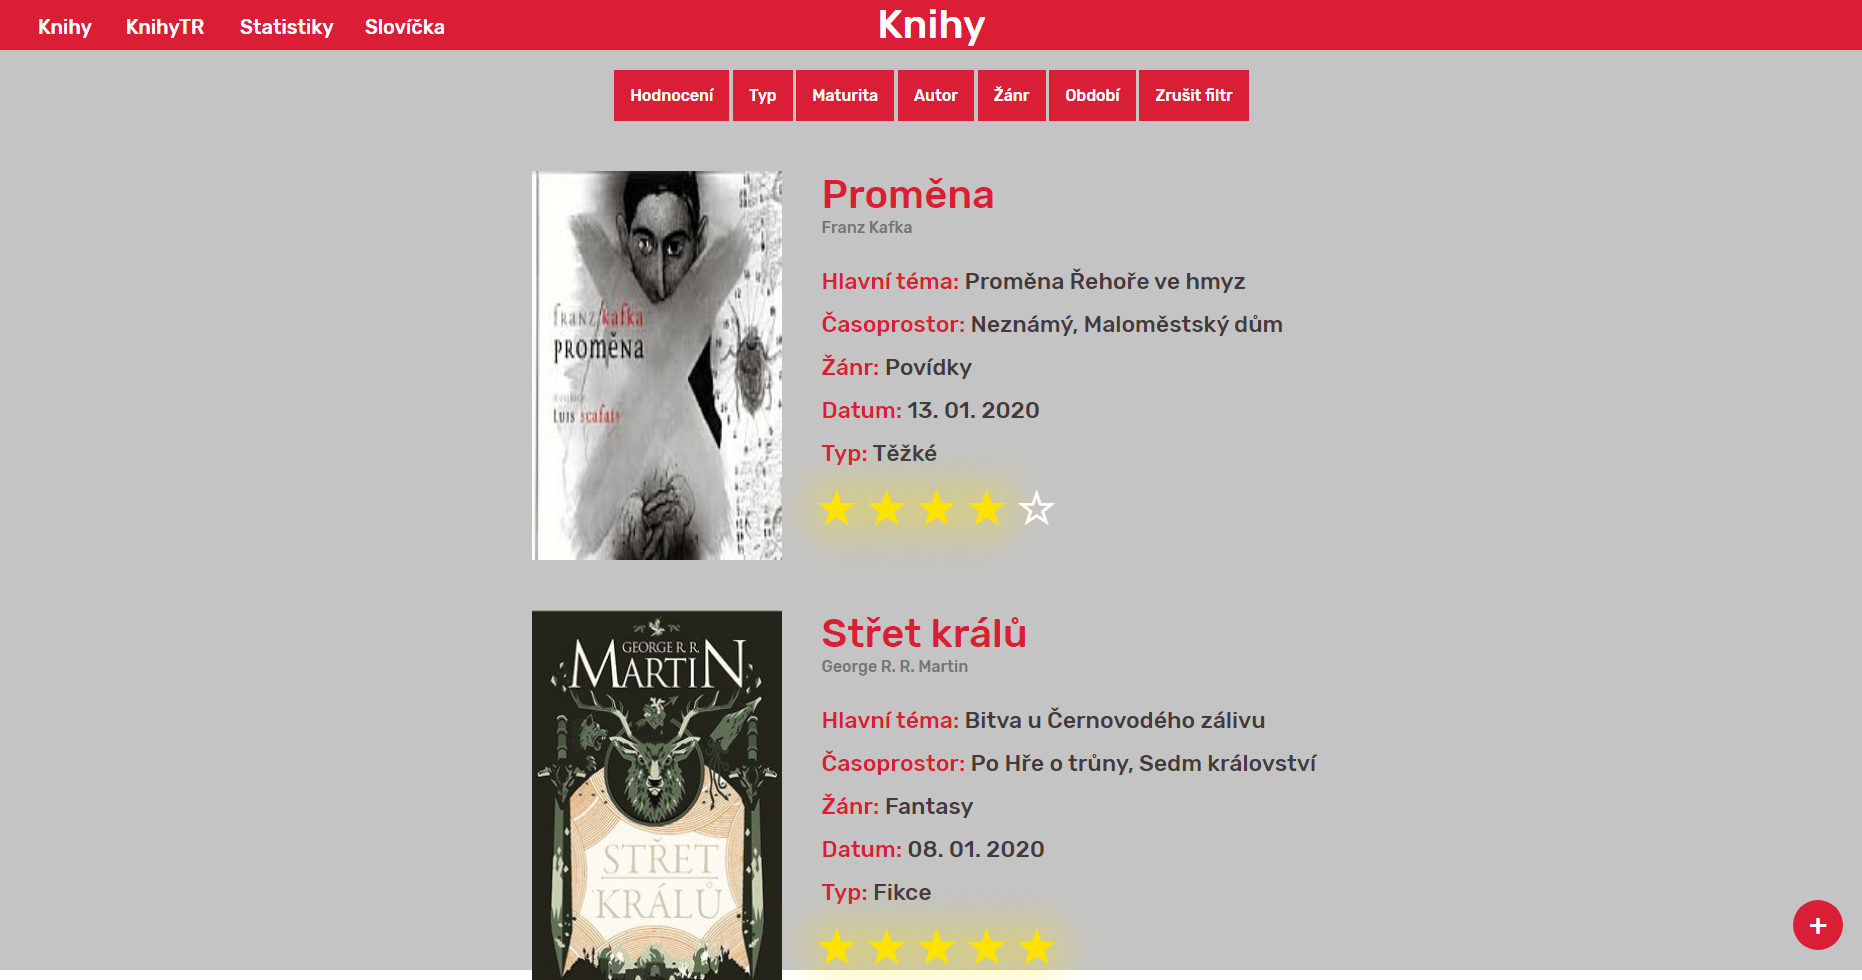 Knihy KnihyTR Statistiky Slovíčka
Knihy
Hodnocení Typ Maturita Autor Žánr Období Zrušit filtr
franz kafka
proměna
Luis Scafati
Proměna
Franz Kafka
Hlavní téma: Proměna Řehoře ve hmyz
Časoprostor: Neznámý, Maloměstský dům
Žánr: Povídky
Datum: 13. 01. 2020
Typ: Těžké
GEORGE R. R.
MARTIN
STŘET
KRÁLŮ
Střet králů
George R. R. Martin
Hlavní téma: Bitva u Černovodého zálivu
Časoprostor: Po Hře o trůny, Sedm království
Žánr: Fantasy
Datum: 08. 01. 2020
Typ: Fikce
+